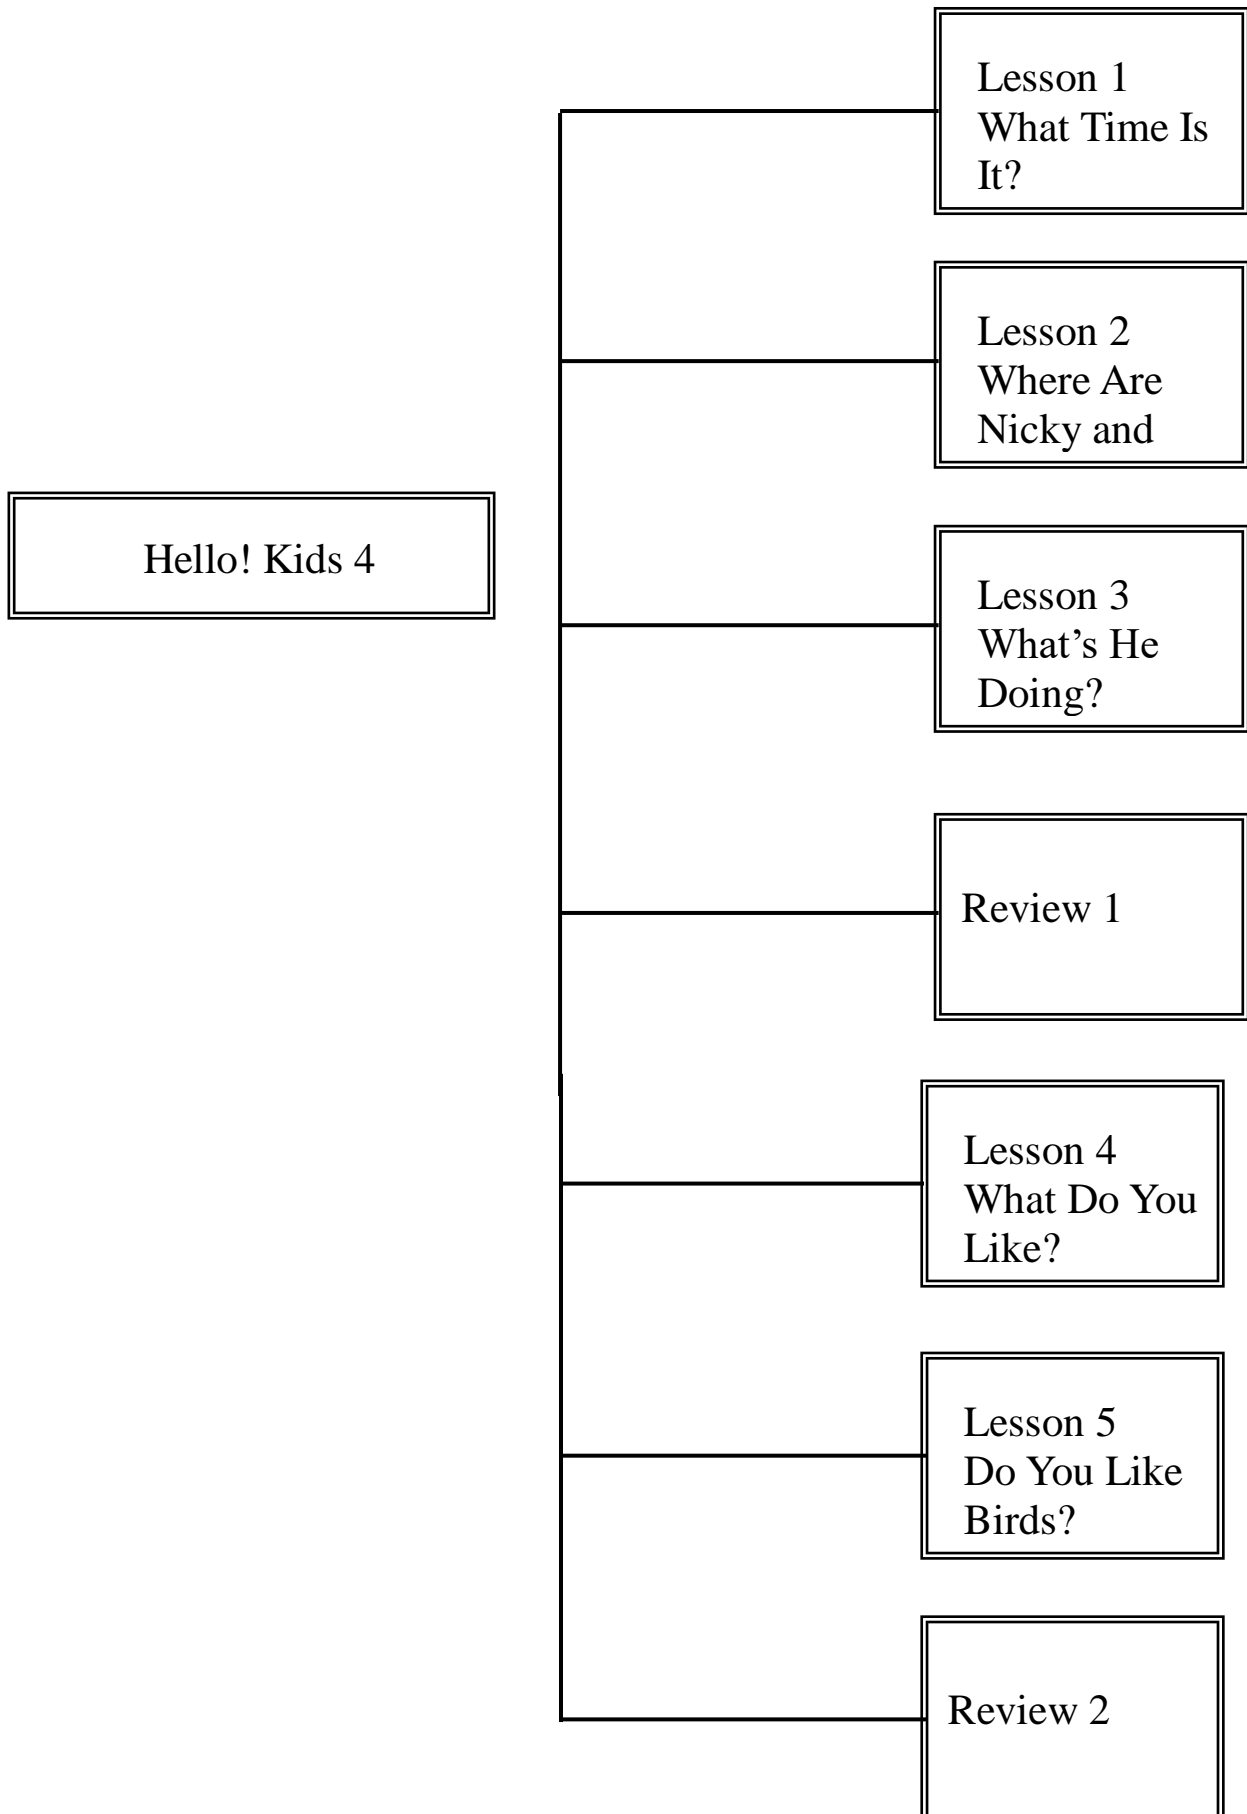 Lesson 1
What Time Is
It?
Lesson 2
Where Are
Nicky and
Hello! Kids 4
Lesson 3
What’s He
Doing?
Review 1
Lesson 4
What Do You
Like?
Lesson 5
Do You Like
Birds?
Review 2